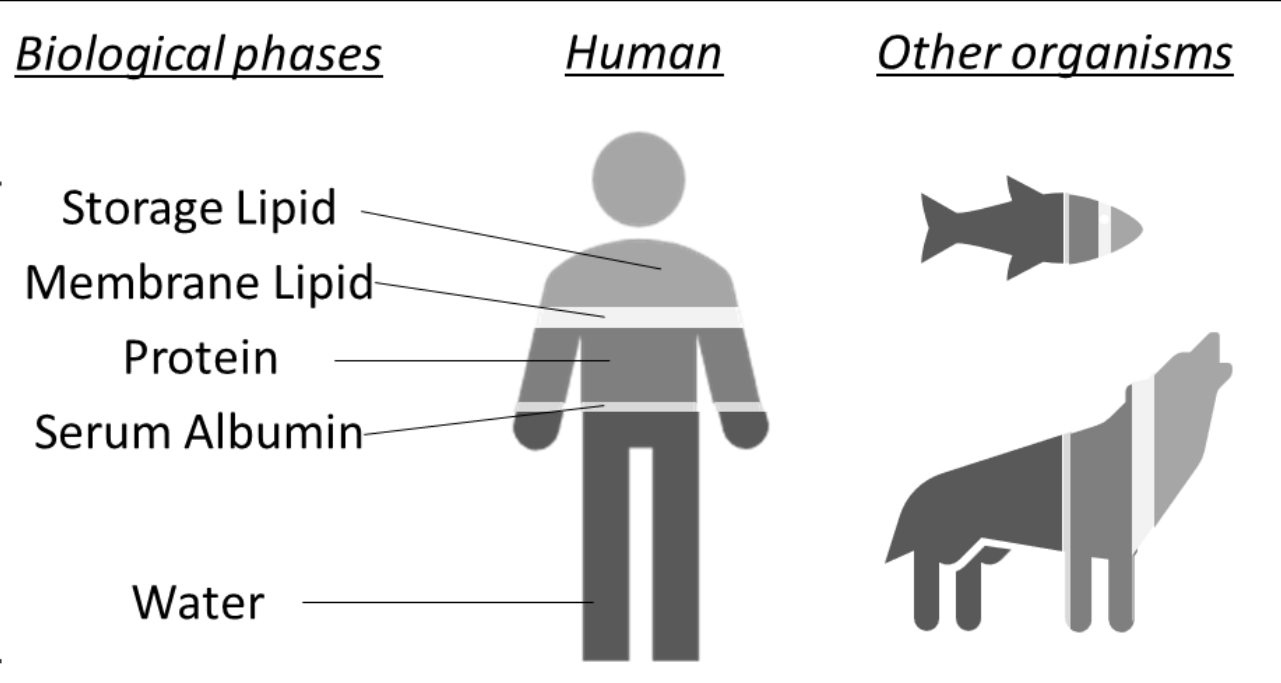 Biological phases
Human
Other organisms
Storage Lipid
Membrane Lipid
Protein
Serum Albumin
Water